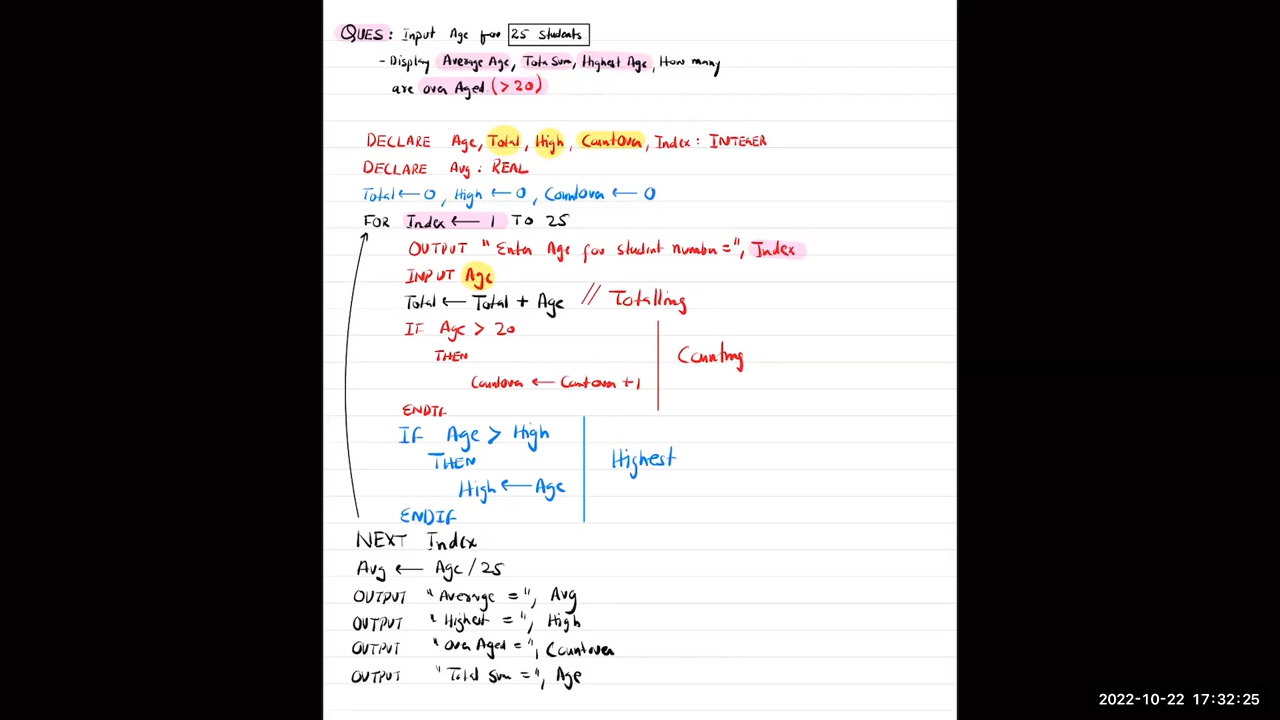 QUES: Input Age for 25 students
- Display Average Age, Total Sum, Highest Age, How many
are over Aged (> 20)
DECLARE Age, Total, High, Countover, Index: INTEGER
DECLARE Avg: REAL
Total ← 0, High ← 0, Countover ← 0
FOR Index ← 1 TO 25
OUTPUT "Enter Age for student number =", Index
INPUT Age
Total ← Total + Age // Totalling
IF Age > 20
THEN
Counting
Countover ← Countover + 1
ENDIF
IF Age > High
THEN
Highest
High ← Age
ENDIF
NEXT Index
Avg ← Age / 25
OUTPUT "Average =", Avg
OUTPUT "Highest =", High
OUTPUT "Over Aged =", Countover
OUTPUT "Total Sum =", Age
2022-10-22 17:32:25